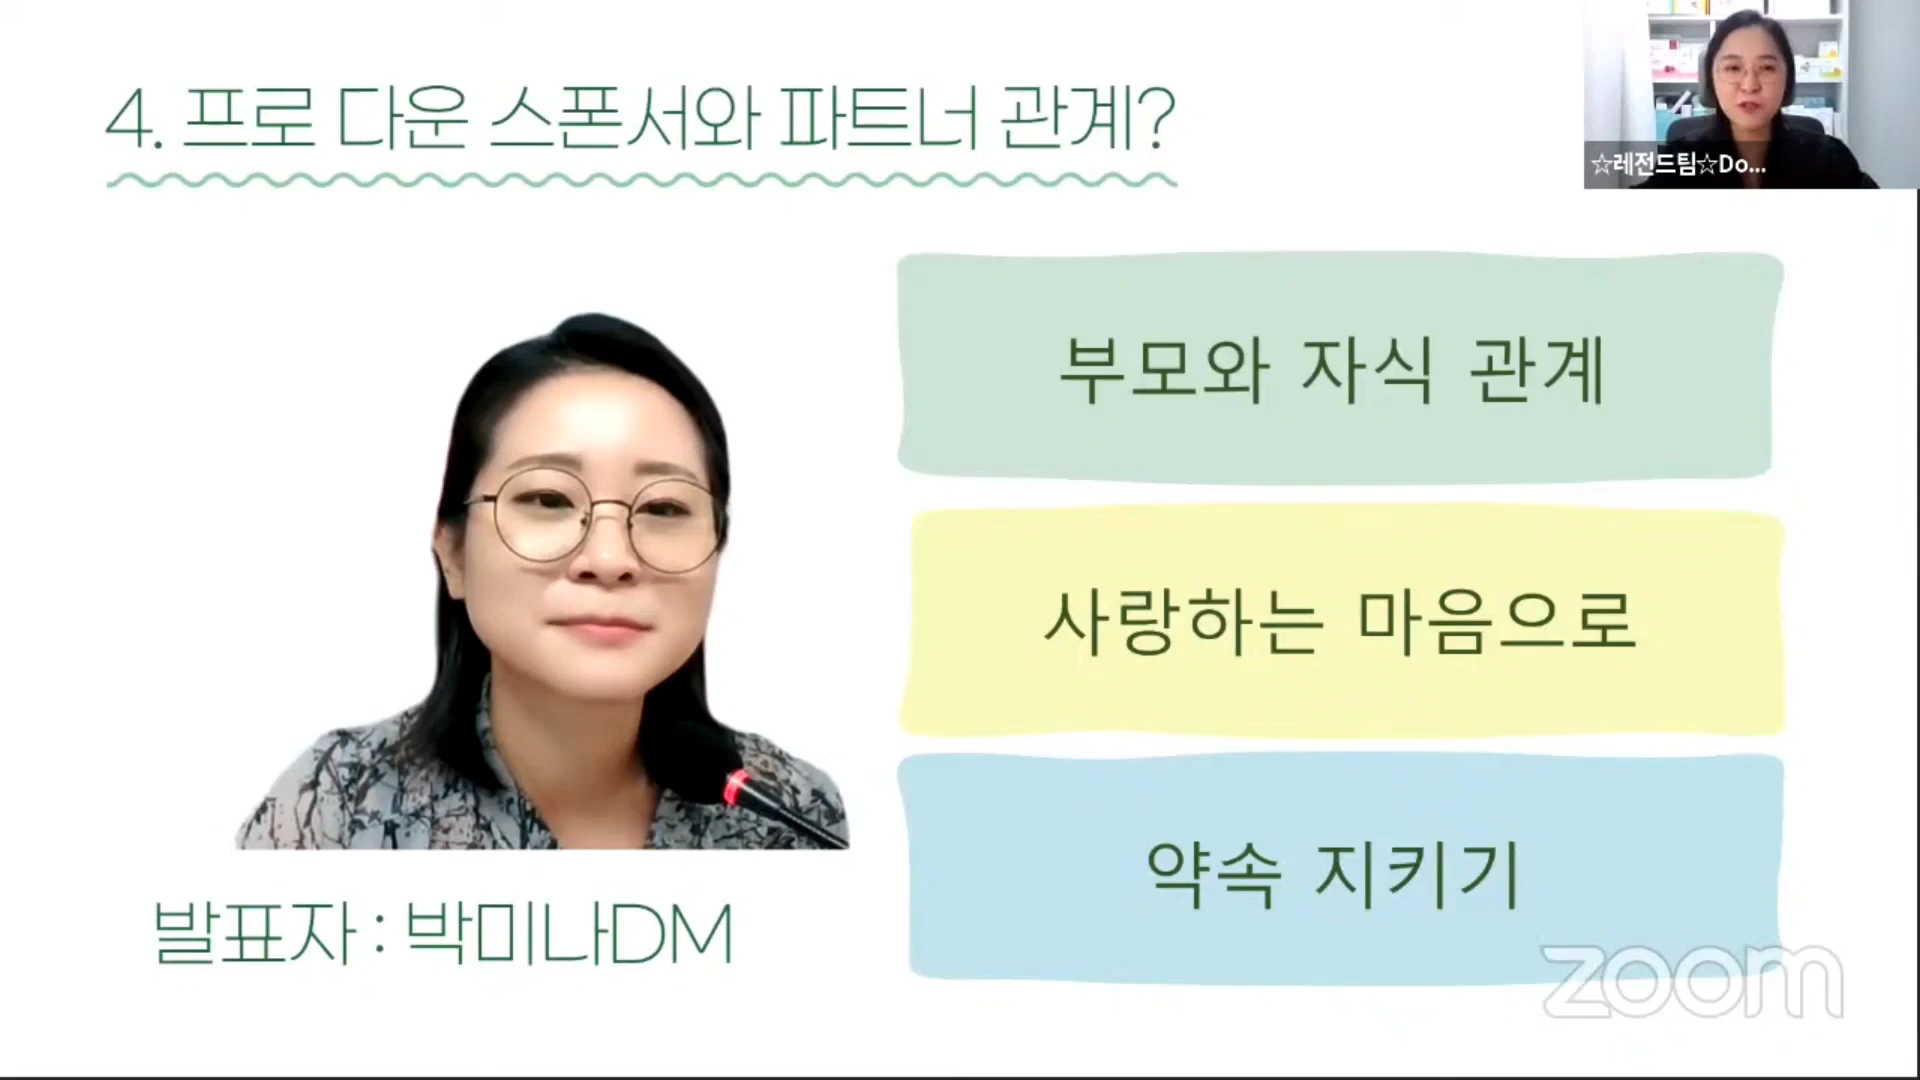 4. 프로 다운 스폰서와 파트너 관계?
☆레전드팀☆Do...
부모와 자식 관계
사랑하는 마음으로
약속 지키기
발표자 : 박미나DM
zoom